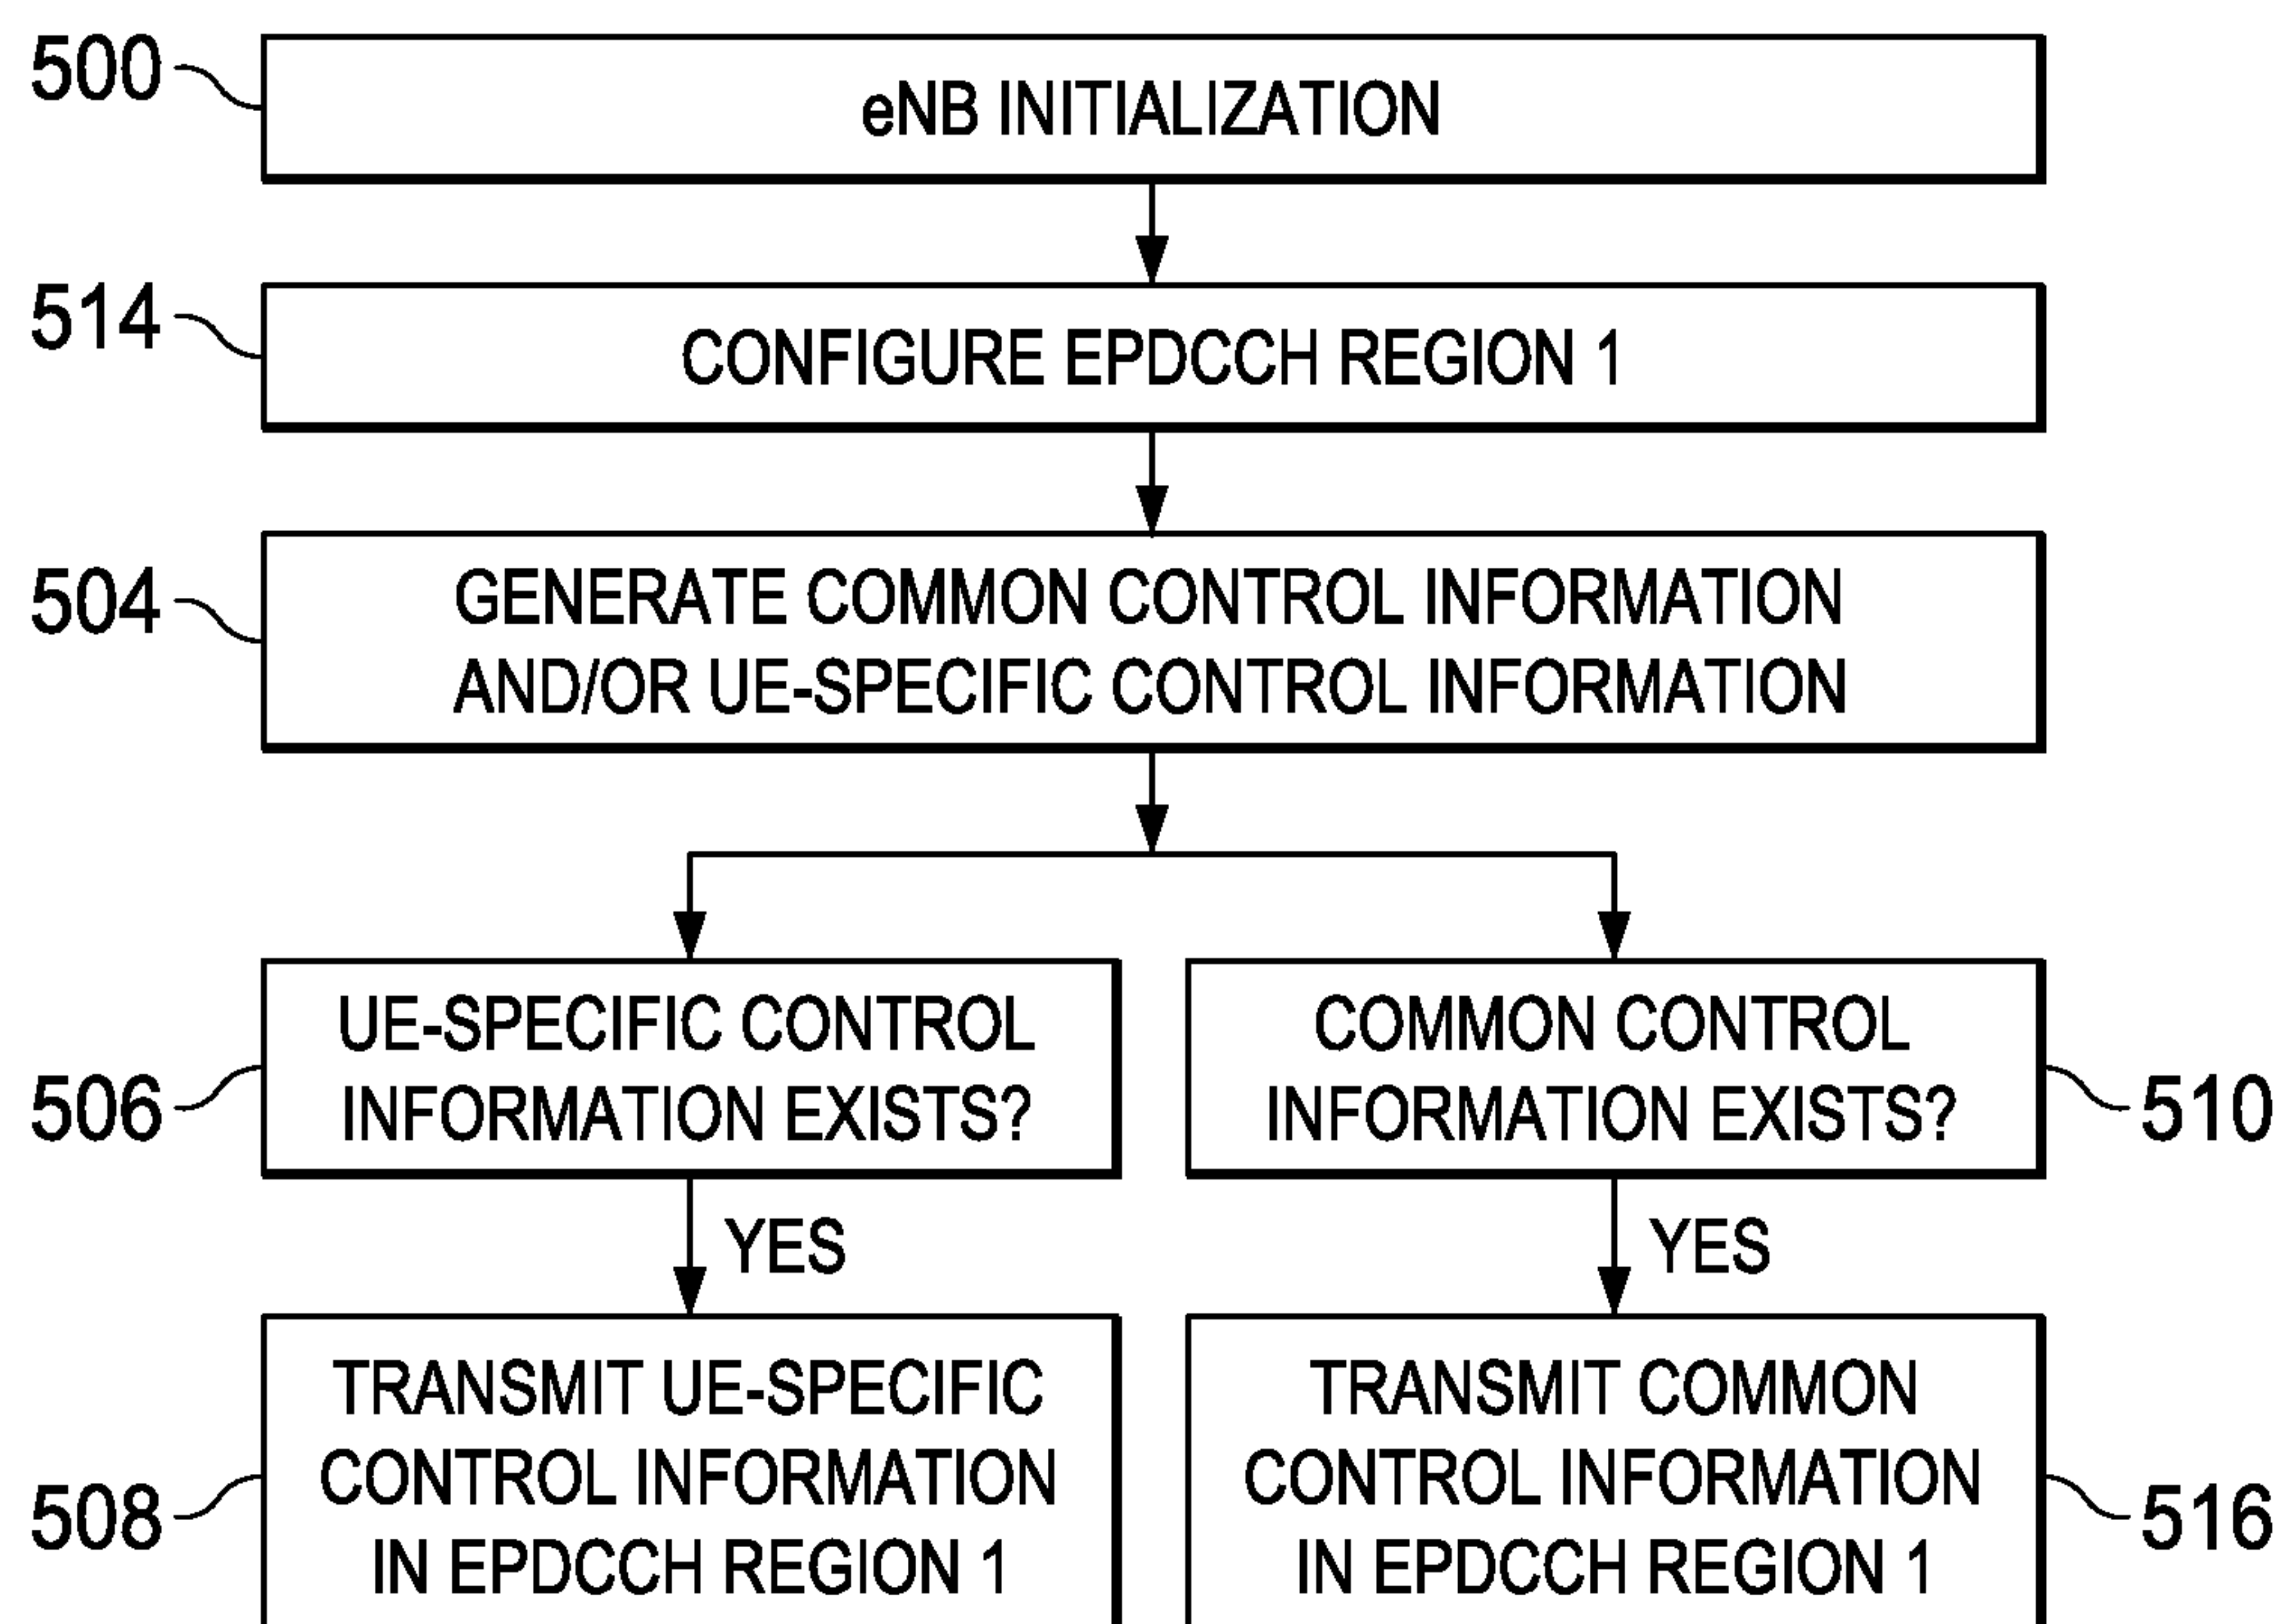 500
eNB INITIALIZATION
514
CONFIGURE EPDCCH REGION 1
504
GENERATE COMMON CONTROL INFORMATION
AND/OR UE-SPECIFIC CONTROL INFORMATION
506
UE-SPECIFIC CONTROL
INFORMATION EXISTS?
COMMON CONTROL
INFORMATION EXISTS?
510
YES
YES
508
TRANSMIT UE-SPECIFIC
CONTROL INFORMATION
IN EPDCCH REGION 1
TRANSMIT COMMON
CONTROL INFORMATION
IN EPDCCH REGION 1
516